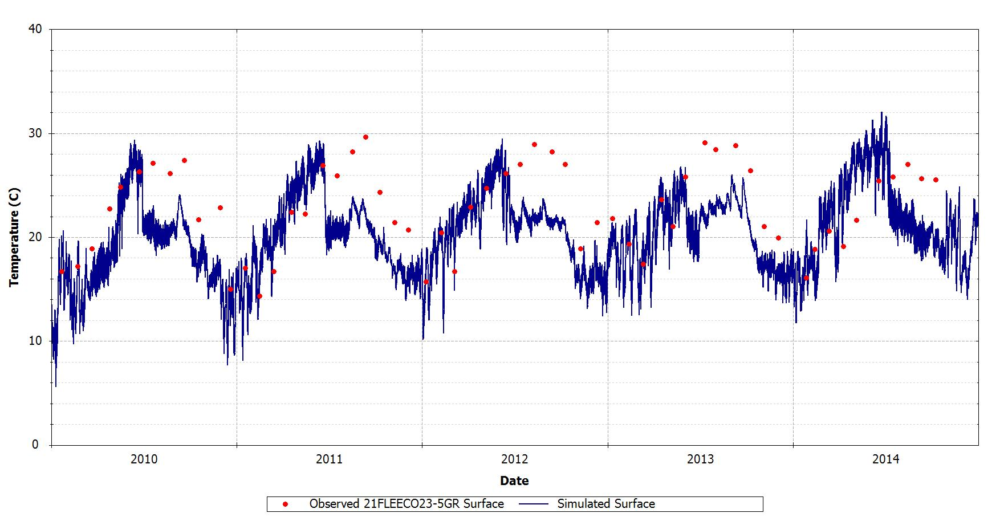 40
30
20
10
0
Temperature (C)
2010 2011 2012 2013 2014
Date
Observed 21FLEECO23-5GR Surface Simulated Surface